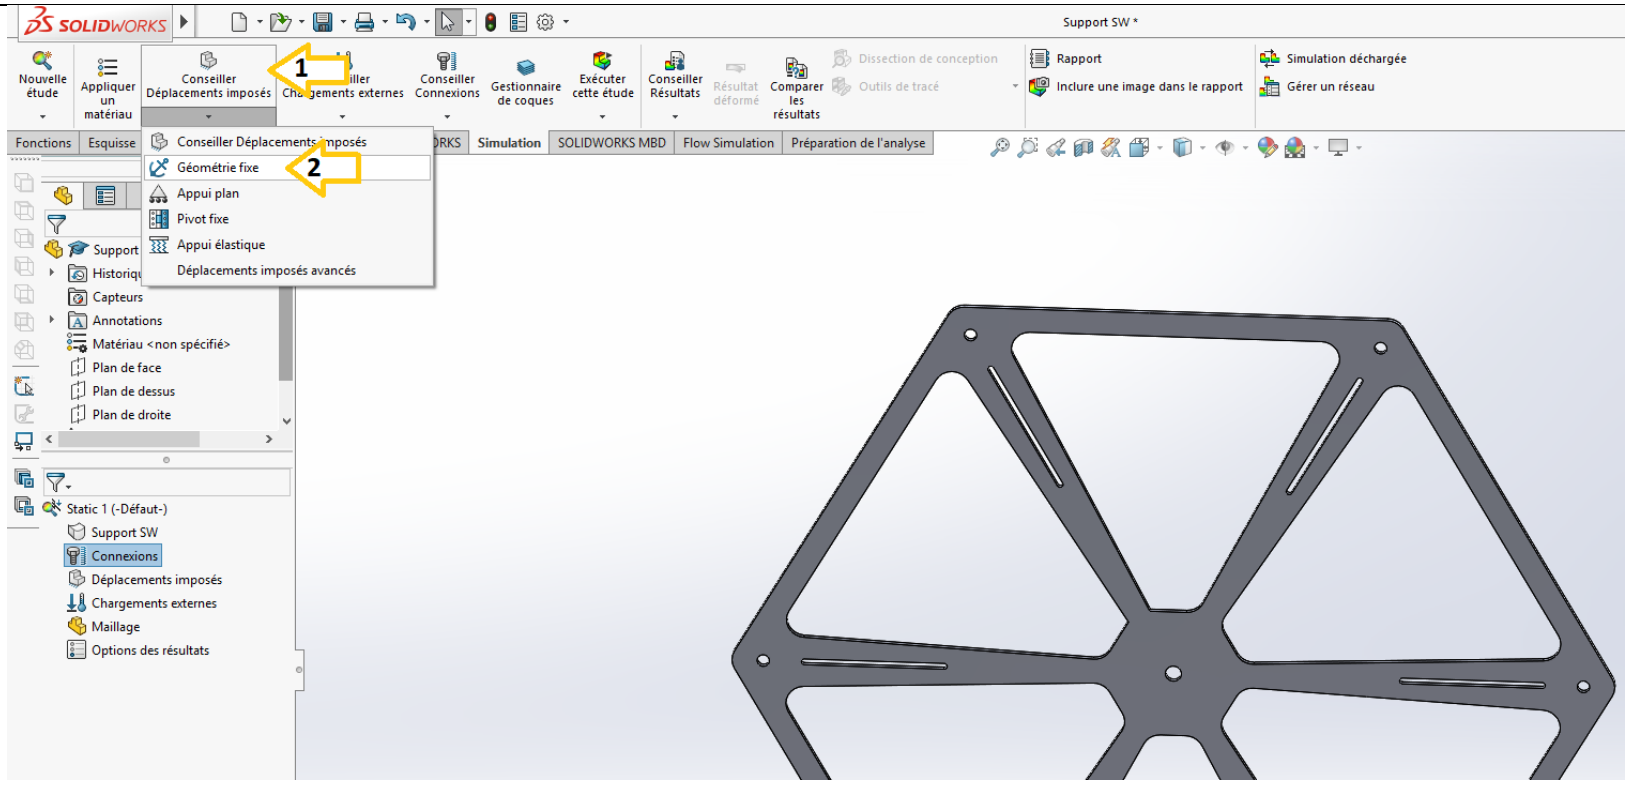 SOLIDWORKS
Support SW *
Nouvelle étude
Appliquer un matériau
Conseiller Déplacements imposés
1
Chargements externes
Conseiller Connexions
Gestionnaire de coques
Exécuter cette étude
Conseiller Résultats
Résultat déformé
Comparer les résultats
Dissection de conception
Outils de tracé
Rapport
Inclure une image dans le rapport
Simulation déchargée
Gérer un réseau
Fonctions
Esquisse
Simulation
SOLIDWORKS MBD
Flow Simulation
Préparation de l'analyse
Conseiller Déplacements imposés
Géométrie fixe
2
Appui plan
Pivot fixe
Appui élastique
Déplacements imposés avancés
Support
Capteurs
Annotations
Matériau <non spécifié>
Plan de face
Plan de dessus
Plan de droite
Static 1 (-Défaut-)
Support SW
Connexions
Déplacements imposés
Chargements externes
Maillage
Options des résultats